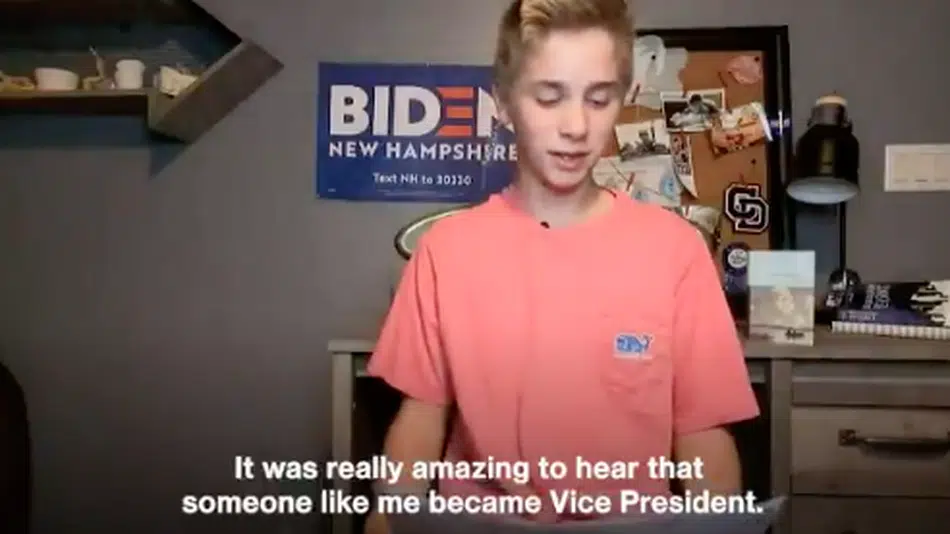 BIDEN
NEW HAMPSHIRE
Text NH to 30330
It was really amazing to hear that
someone like me became Vice President.